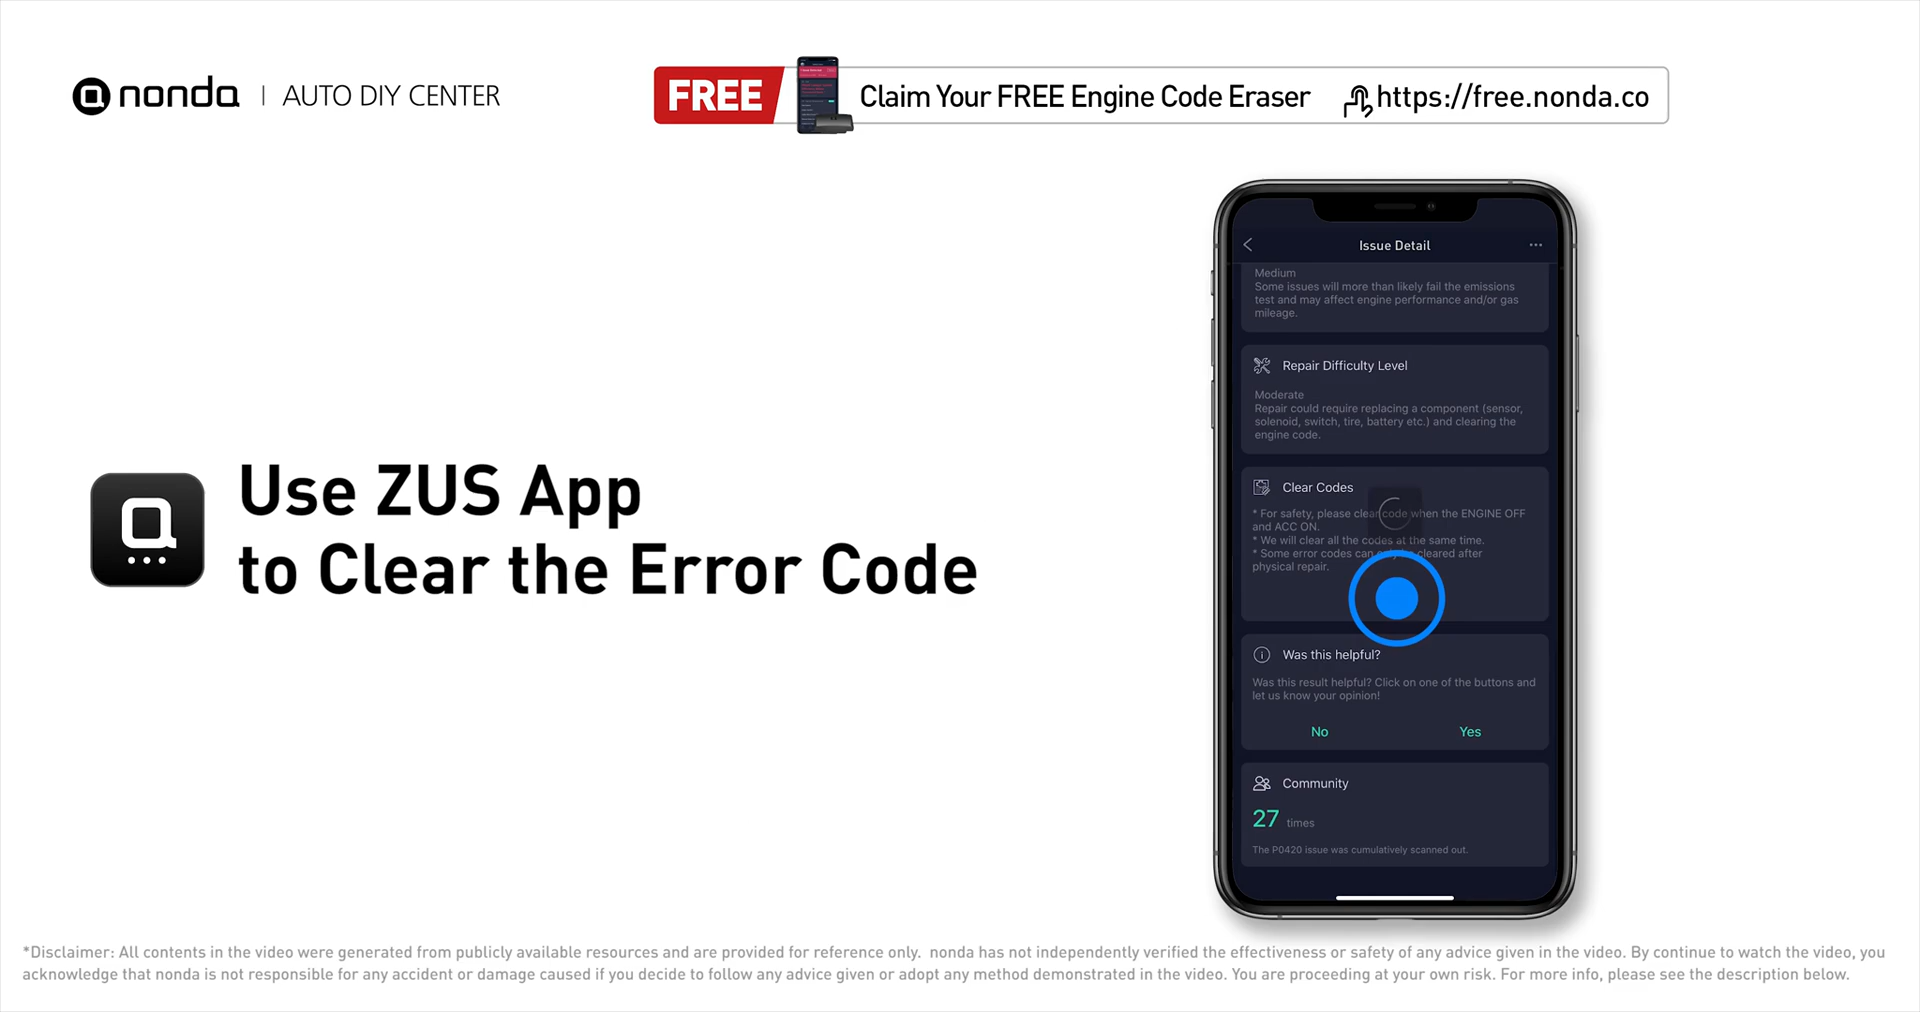 nonda | AUTO DIY CENTER
FREE Claim Your FREE Engine Code Eraser https://free.nonda.co
Use ZUS App
to Clear the Error Code
Issue Detail
Medium
Some issues will more than likely fail the emissions
test and may affect engine performance and/or gas
mileage.
Repair Difficulty Level
Moderate
Repair could require replacing a component (sensor,
solenoid, switch, tire, battery etc.) and clearing the
engine code.
Clear Codes
* For safety, please clear code when the ENGINE OFF
and ACC ON.
* We will clear all the codes at the same time.
* Some error codes can only be cleared after
physical repair.
Was this helpful?
Was this result helpful? Click on one of the buttons and
let us know your opinion!
No Yes
Community
27 times
The P0420 issue was cumulatively scanned out.
*Disclaimer: All contents in the video were generated from publicly available resources and are provided for reference only. nonda has not independently verified the effectiveness or safety of any advice given in the video. By continue to watch the video, you
acknowledge that nonda is not responsible for any accident or damage caused if you decide to follow any advice given or adopt any method demonstrated in the video. You are proceeding at your own risk. For more info, please see the description below.